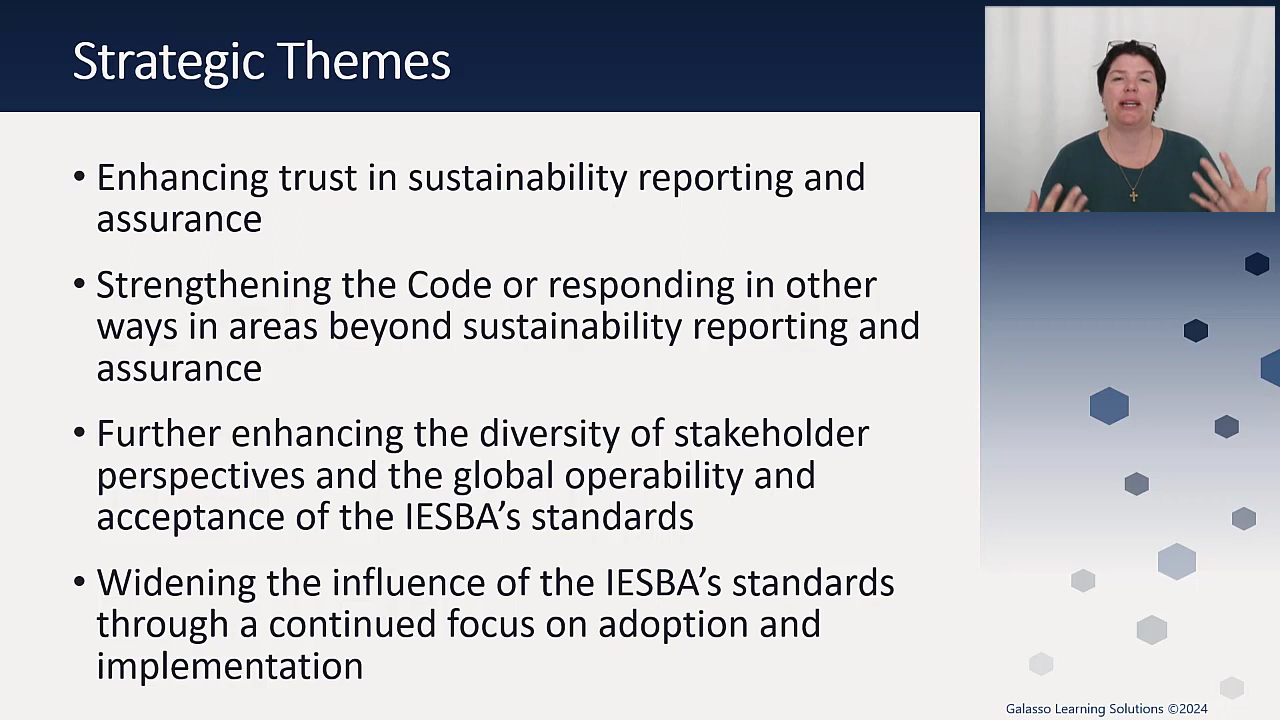 Strategic Themes
• Enhancing trust in sustainability reporting and
assurance
• Strengthening the Code or responding in other
ways in areas beyond sustainability reporting and
assurance
• Further enhancing the diversity of stakeholder
perspectives and the global operability and
acceptance of the IESBA’s standards
• Widening the influence of the IESBA’s standards
through a continued focus on adoption and
implementation
Galasso Learning Solutions ©2024